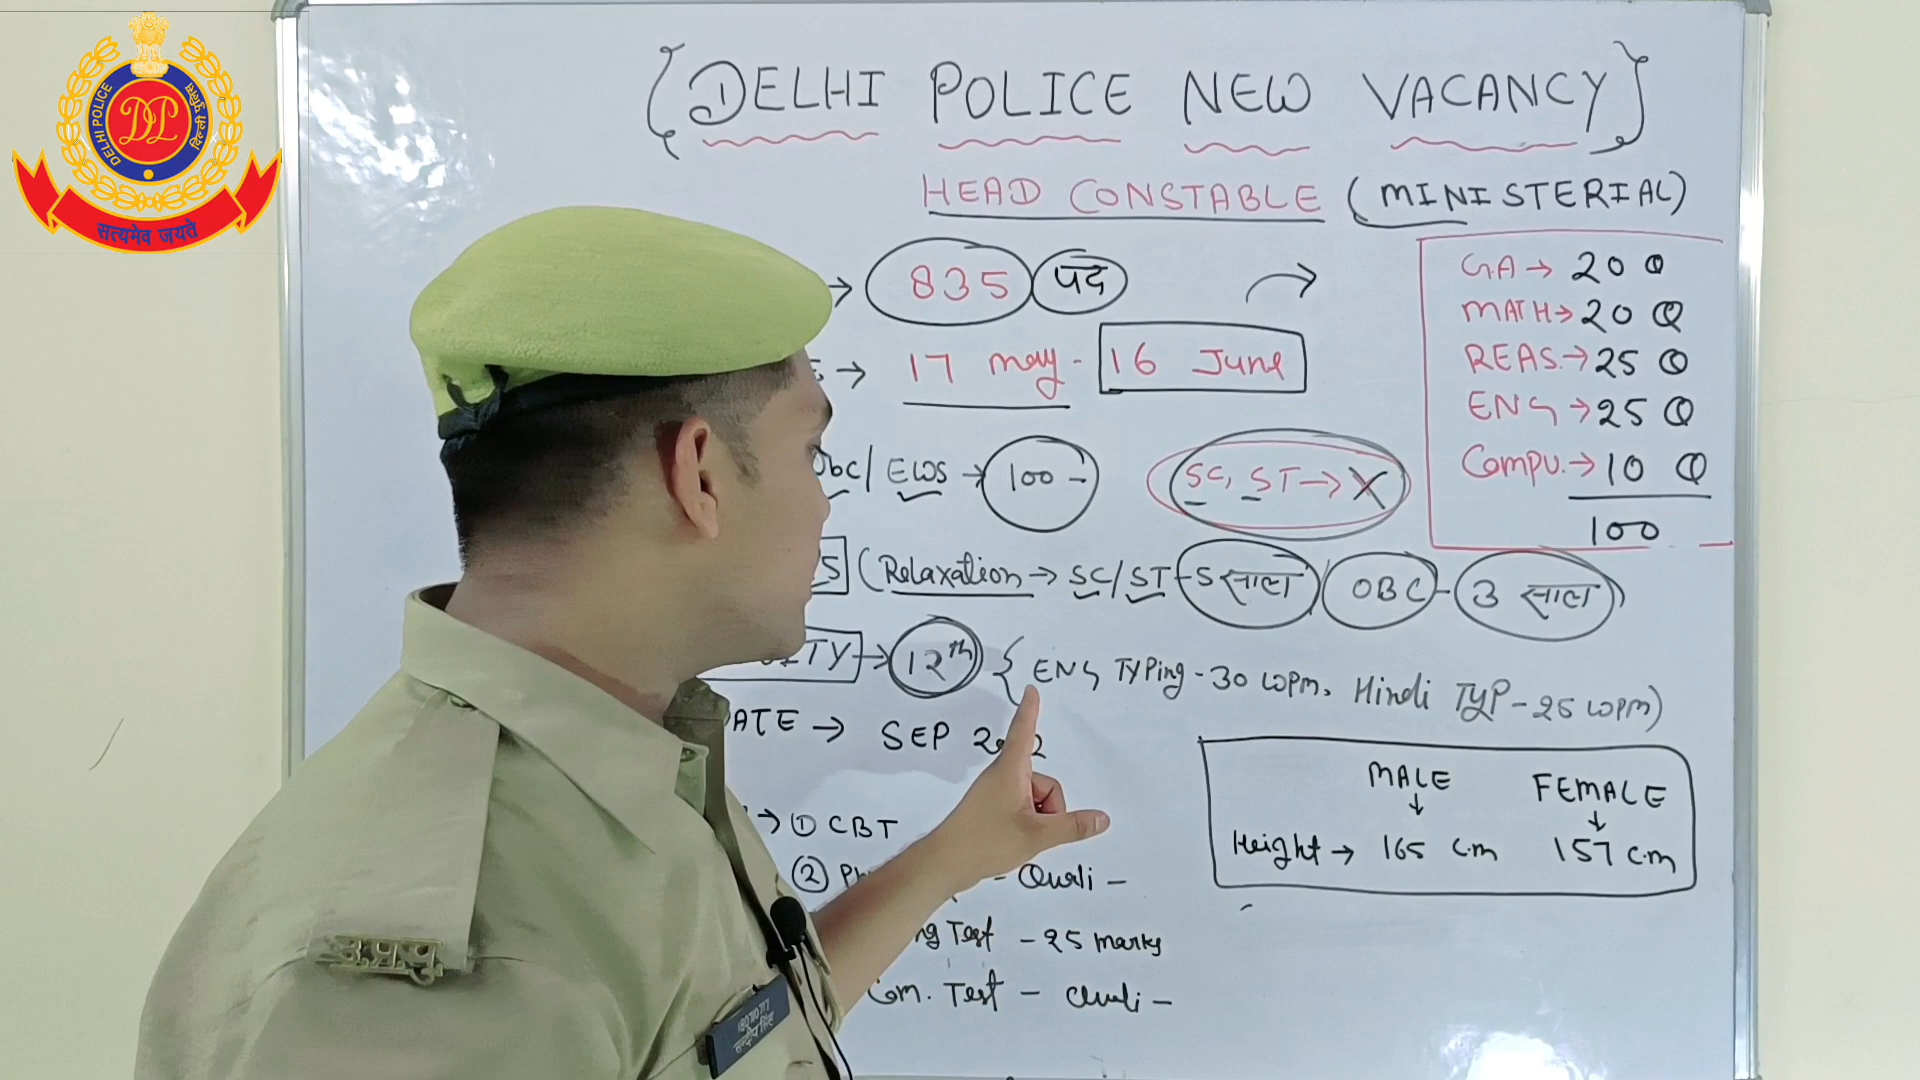 DELHI POLICE
दिल्ली पुलिस
DP
सत्यमेव जयते
{DELHI POLICE NEW VACANCY}
HEAD CONSTABLE (MINISTERIAL)
→ 835 पद
→ 17 may - 16 June
Obc/ EWS → 100 -
SC, ST → X
GA → 20 Q
MATH → 20 Q
REAS. → 25 Q
ENG → 25 Q
Compu. → 10 Q
100
(Relaxation → SC/ST - 5 साल / OBC - 3 साल)
ITY → 12th { ENG TYPing - 30 wpm, Hindi TYP - 25 wpm)
ATE → SEP
→ ① CBT
② Ph - Quali -
ng Test - 25 marks
Com. Test - Quali -
MALE FEMALE
↓ ↓
Height → 165 cm 157 c.m
उ.प्र.पु.